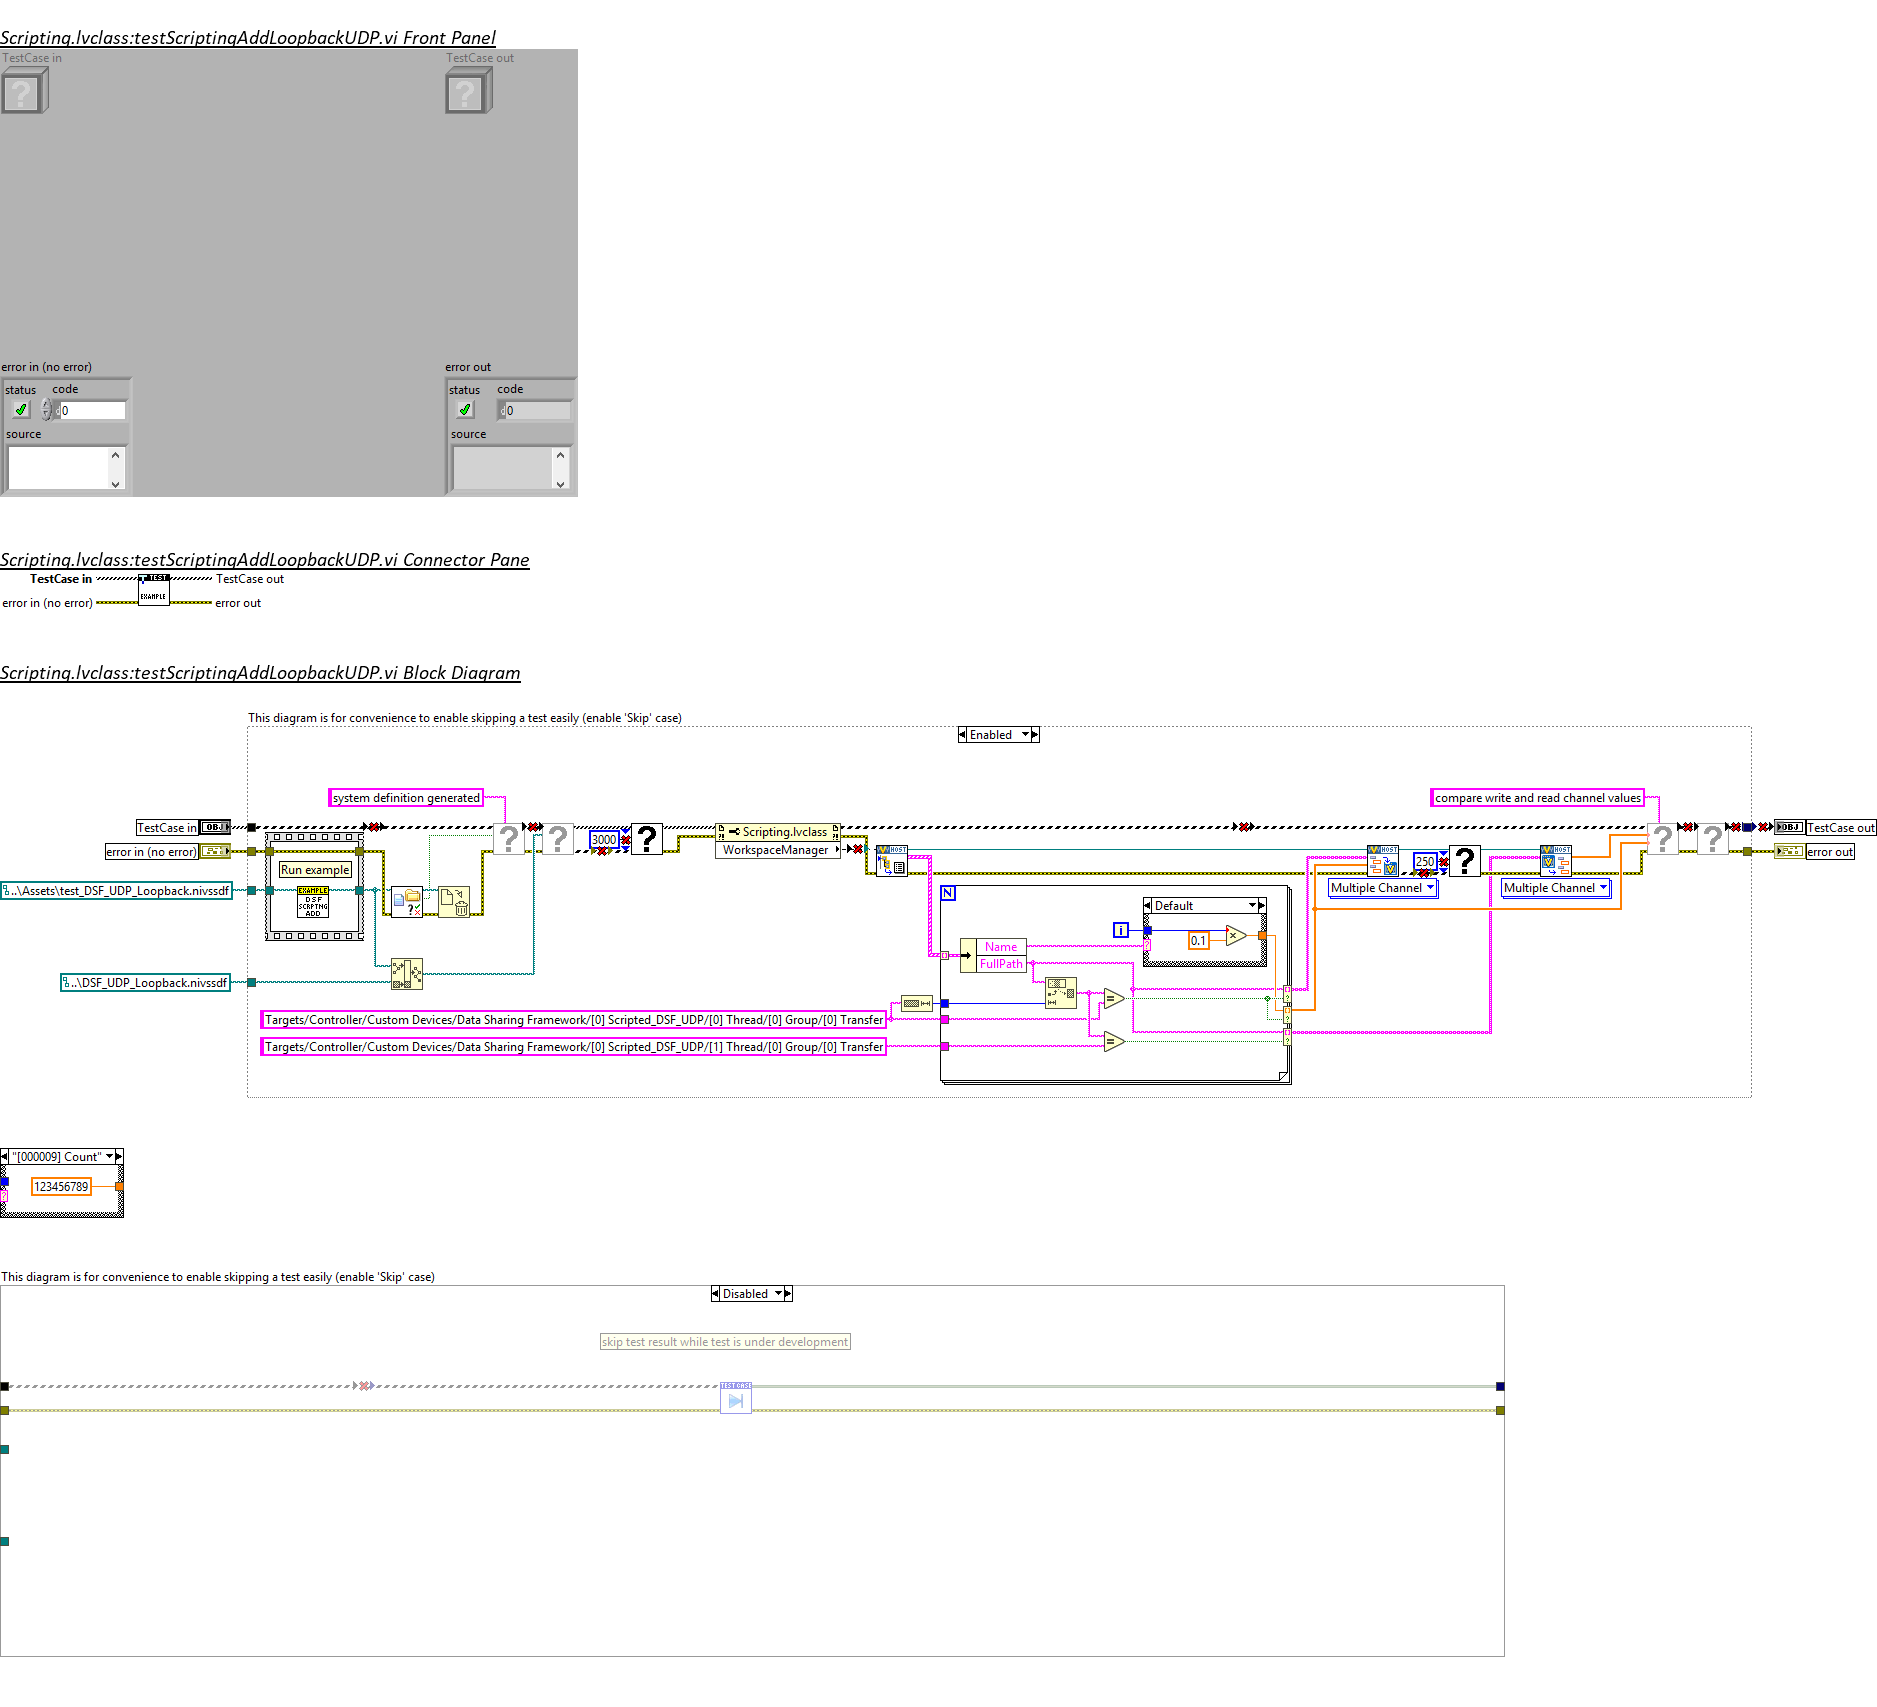 Scripting.lvclass:testScriptingAddLoopbackUDP.vi Front Panel
TestCase in
TestCase out
error in (no error)
error out
status code
status code
0
0
source
source
Scripting.lvclass:testScriptingAddLoopbackUDP.vi Connector Pane
TestCase in
TestCase out
TEST
EXAMPLE
error in (no error)
error out
Scripting.lvclass:testScriptingAddLoopbackUDP.vi Block Diagram
This diagram is for convenience to enable skipping a test easily (enable 'Skip' case)
Enabled
system definition generated
compare write and read channel values
TestCase in
OBJ
Scripting.lvclass
WorkspaceManager
3000
OBJ
TestCase out
error in (no error)
error out
HOST
HOST
HOST
250
Run example
..\Assets\test_DSF_UDP_Loopback.nivssdf
EXAMPLE
DSF
SCRPTNG
ADD
Multiple Channel
Multiple Channel
N
Default
i
0.1
Name
FullPath
..\DSF_UDP_Loopback.nivssdf
Targets/Controller/Custom Devices/Data Sharing Framework/[0] Scripted_DSF_UDP/[0] Thread/[0] Group/[0] Transfer
Targets/Controller/Custom Devices/Data Sharing Framework/[0] Scripted_DSF_UDP/[1] Thread/[0] Group/[0] Transfer
"[000009] Count"
123456789
This diagram is for convenience to enable skipping a test easily (enable 'Skip' case)
Disabled
skip test result while test is under development
TEST CASE